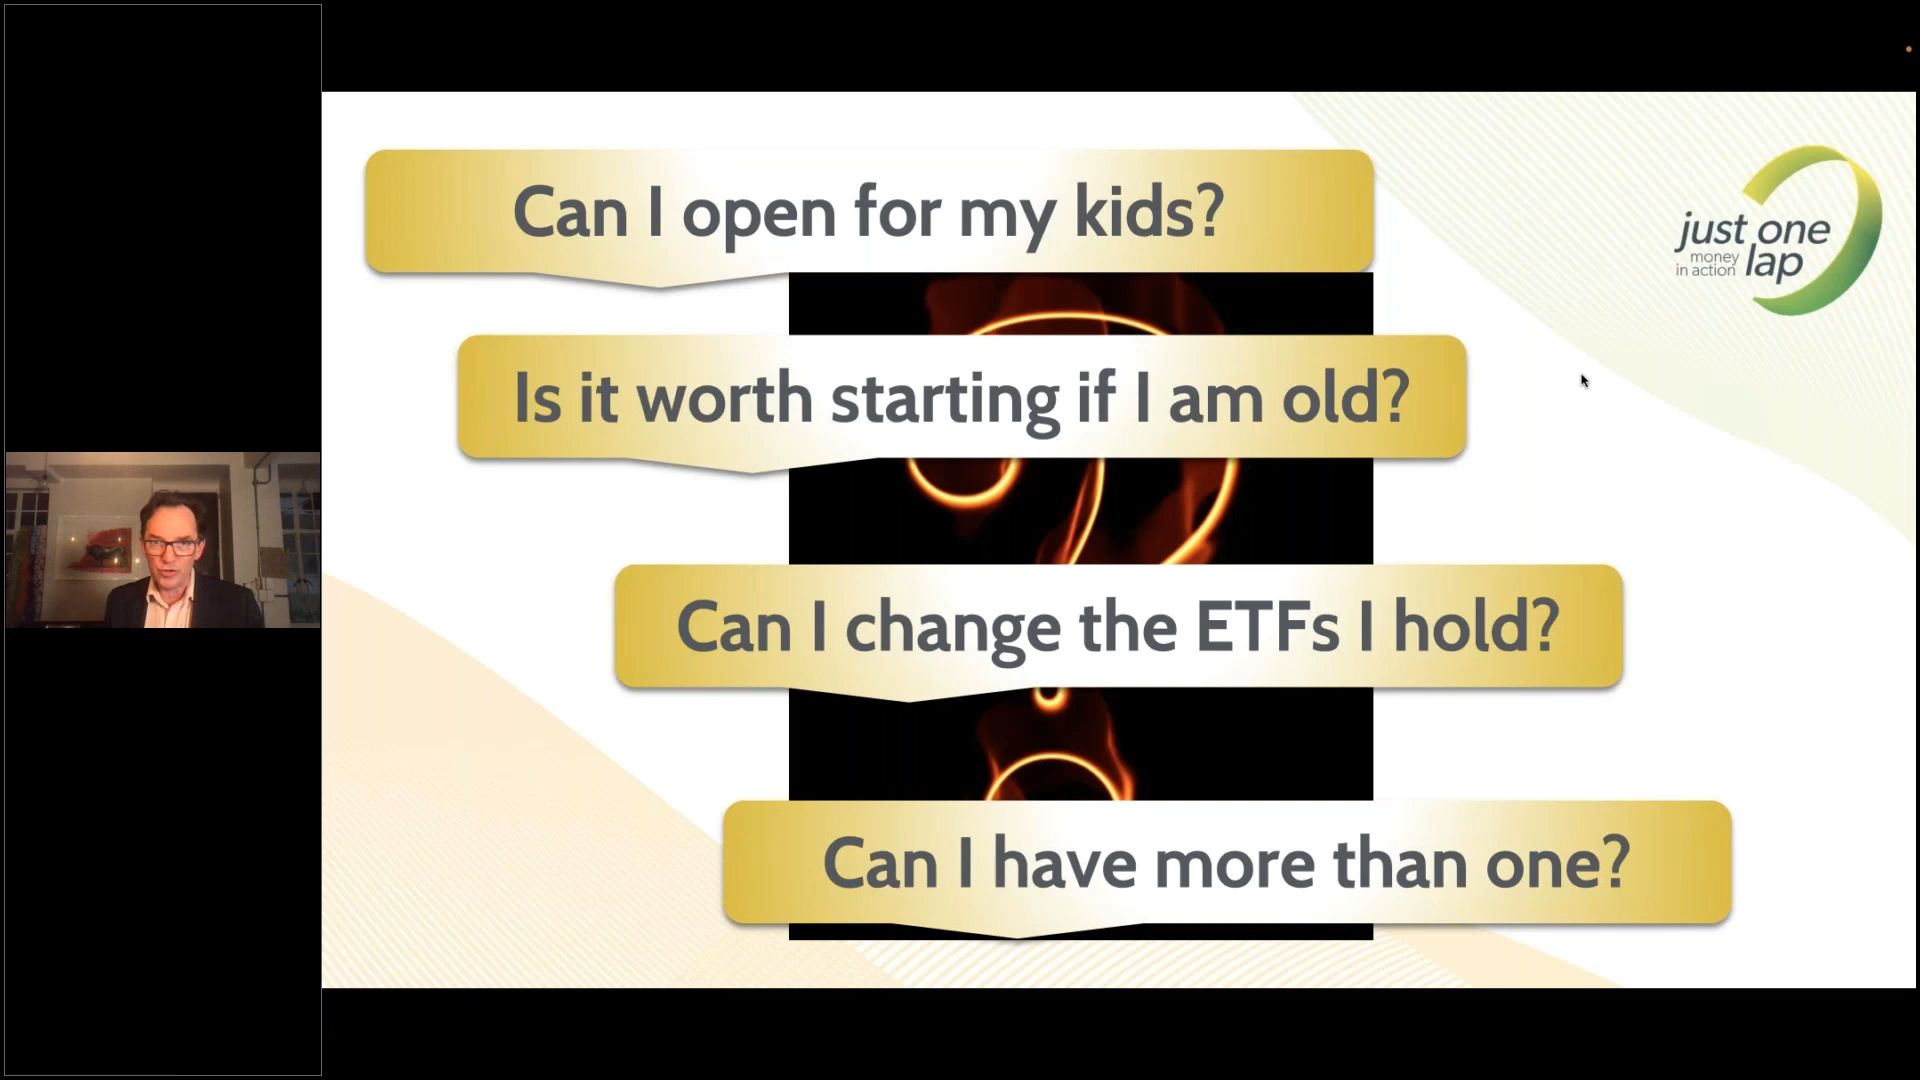 Can I open for my kids?
just one
money lap
in action
Is it worth starting if I am old?
Can I change the ETFs I hold?
Can I have more than one?